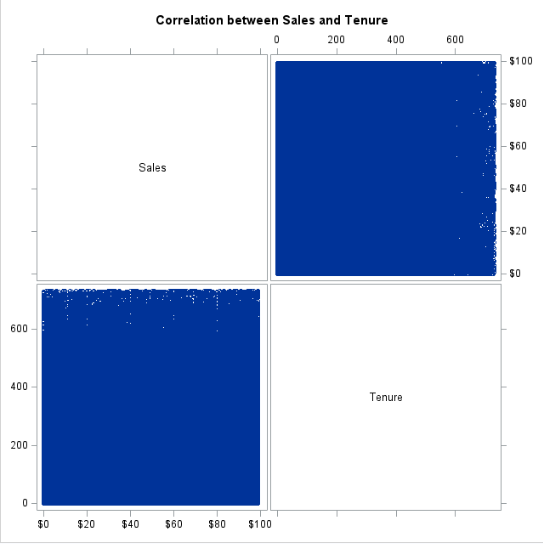 Correlation between Sales and Tenure
0 200 400 600
$100
$80
Sales
$60
$40
$20
$0
600
400
Tenure
200
0
$0 $20 $40 $60 $80 $100